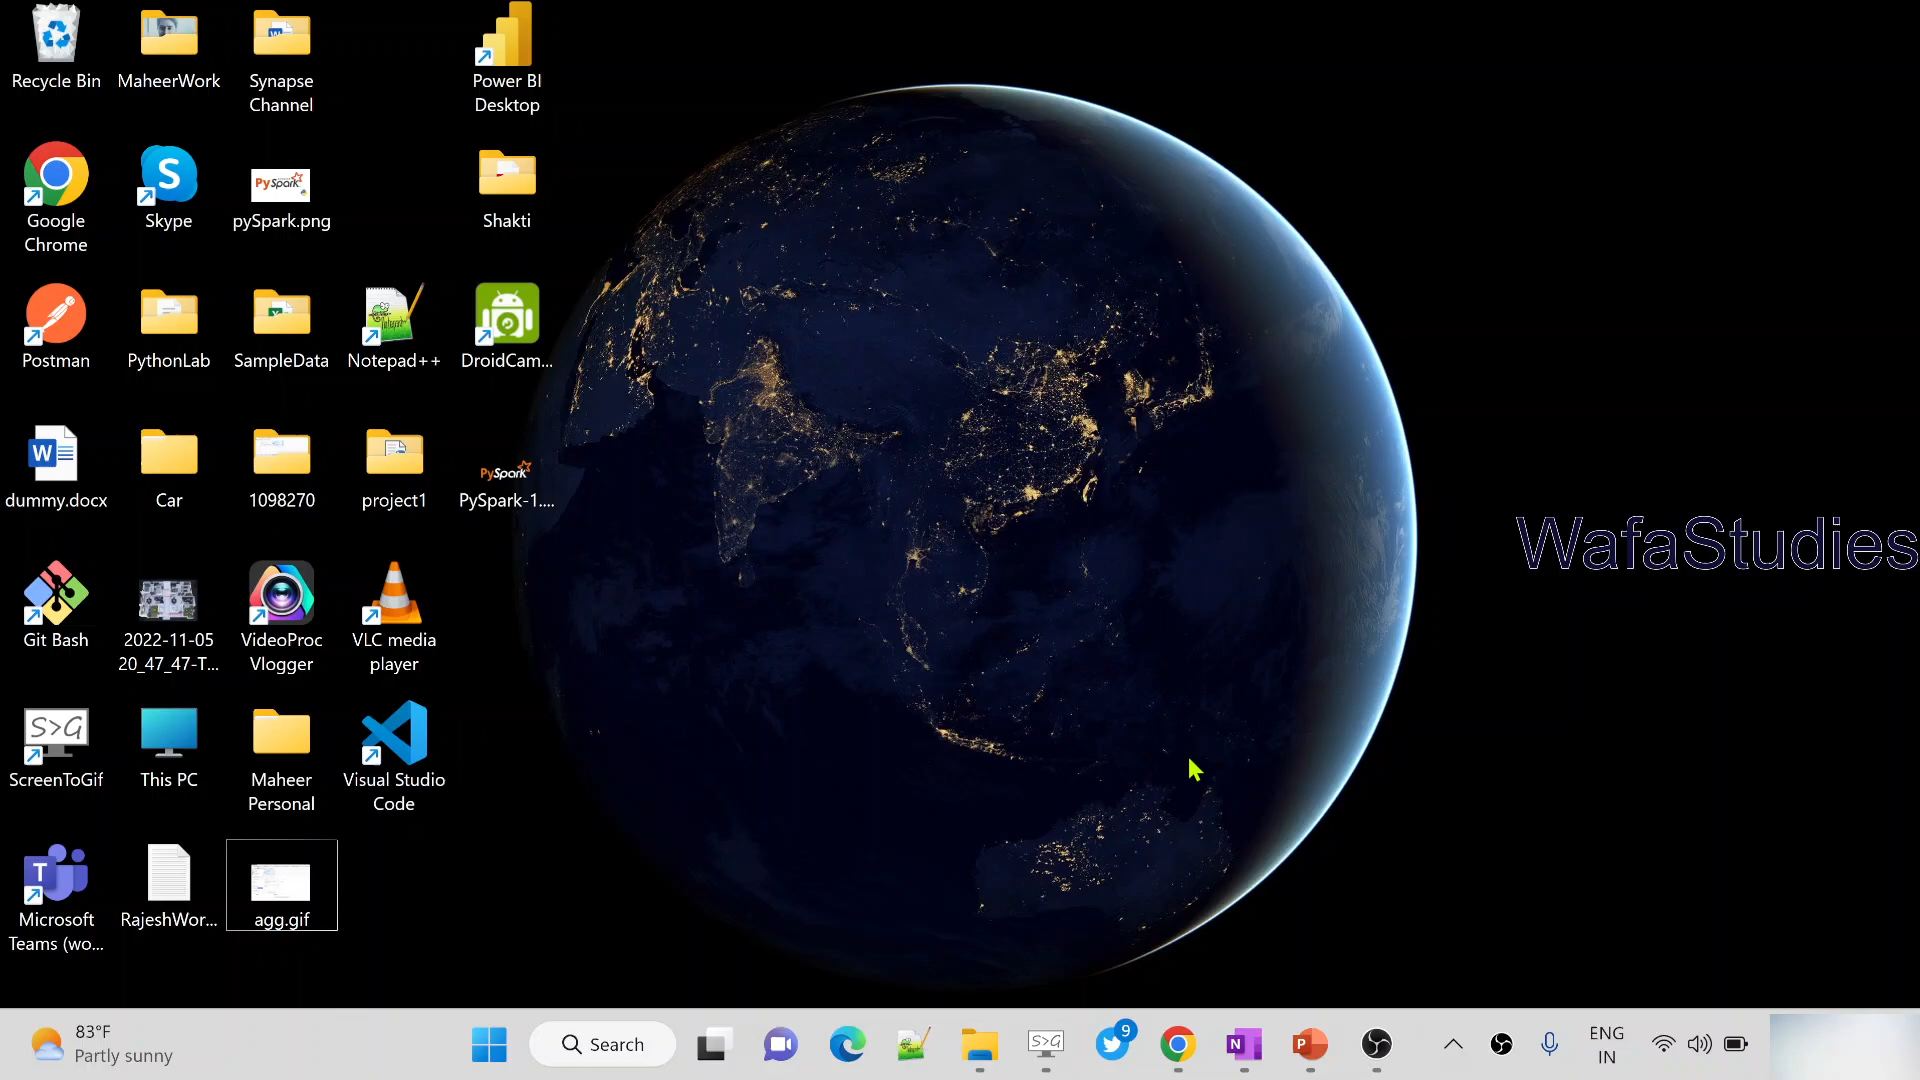 Recycle Bin
MaheerWork
Synapse
Channel
Power BI
Desktop
Google
Chrome
S
Skype
PySpark
pySpark.png
Shakti
Postman
PythonLab
SampleData
Notepad++
DroidCam...
W
dummy.docx
Car
1098270
project1
PySpark
PySpark-1....
WafaStudies
Git Bash
2022-11-05
20_47_47-T...
VideoProc
Vlogger
VLC media
player
S>G
ScreenToGif
This PC
Maheer
Personal
Visual Studio
Code
T
Microsoft
Teams (wo...
RajeshWor...
agg.gif
83°F
Partly sunny
Search
S>G
9
N
P
ENG
IN